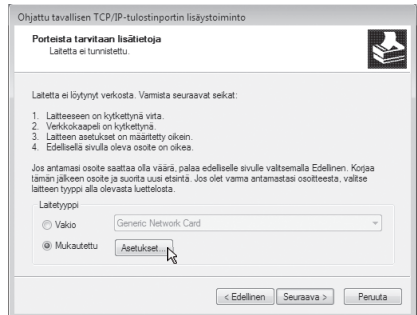 Ohjattu tavallisen TCP/IP-tulostinportin lisäystoiminto
Porteista tarvitaan lisätietoja
Laitetta ei tunnistettu.
Laitetta ei löytynyt verkosta. Varmista seuraavat seikat:
1. Laitteeseen on kytkettynä virta.
2. Verkkokaapeli on kytkettynä.
3. Laitteen asetukset on määritetty oikein.
4. Edellisellä sivulla oleva osoite on oikea.
Jos antamasi osoite saattaa olla väärä, palaa edelliselle sivulle valitsemalla Edellinen. Korjaa
tämän jälkeen osoite ja suorita uusi etsintä. Jos olet varma antamastasi osoitteesta, valitse
laitteen tyyppi alla olevasta luettelosta.
Laitetyyppi
Vakio Generic Network Card
Mukautettu Asetukset...
< Edellinen Seuraava > Peruuta